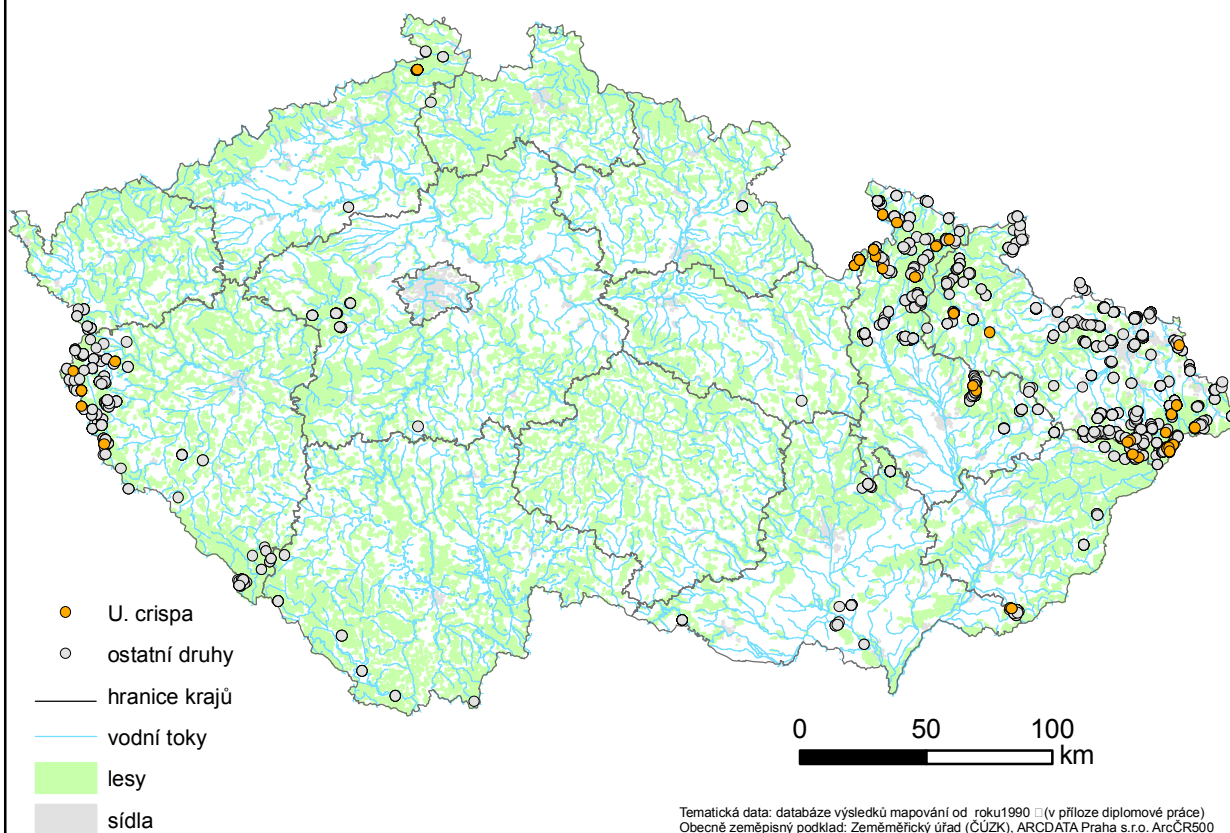 U. crispa
ostatní druhy
hranice krajů
vodní toky
lesy
sídla
0 50 100
km
Tematická data: databáze výsledků mapování od roku1990 □(v příloze diplomové práce)
Obecně zeměpisný podklad: Zeměměřický úřad (ČÚZK), ARCDATA Praha s.r.o. ArcČR500